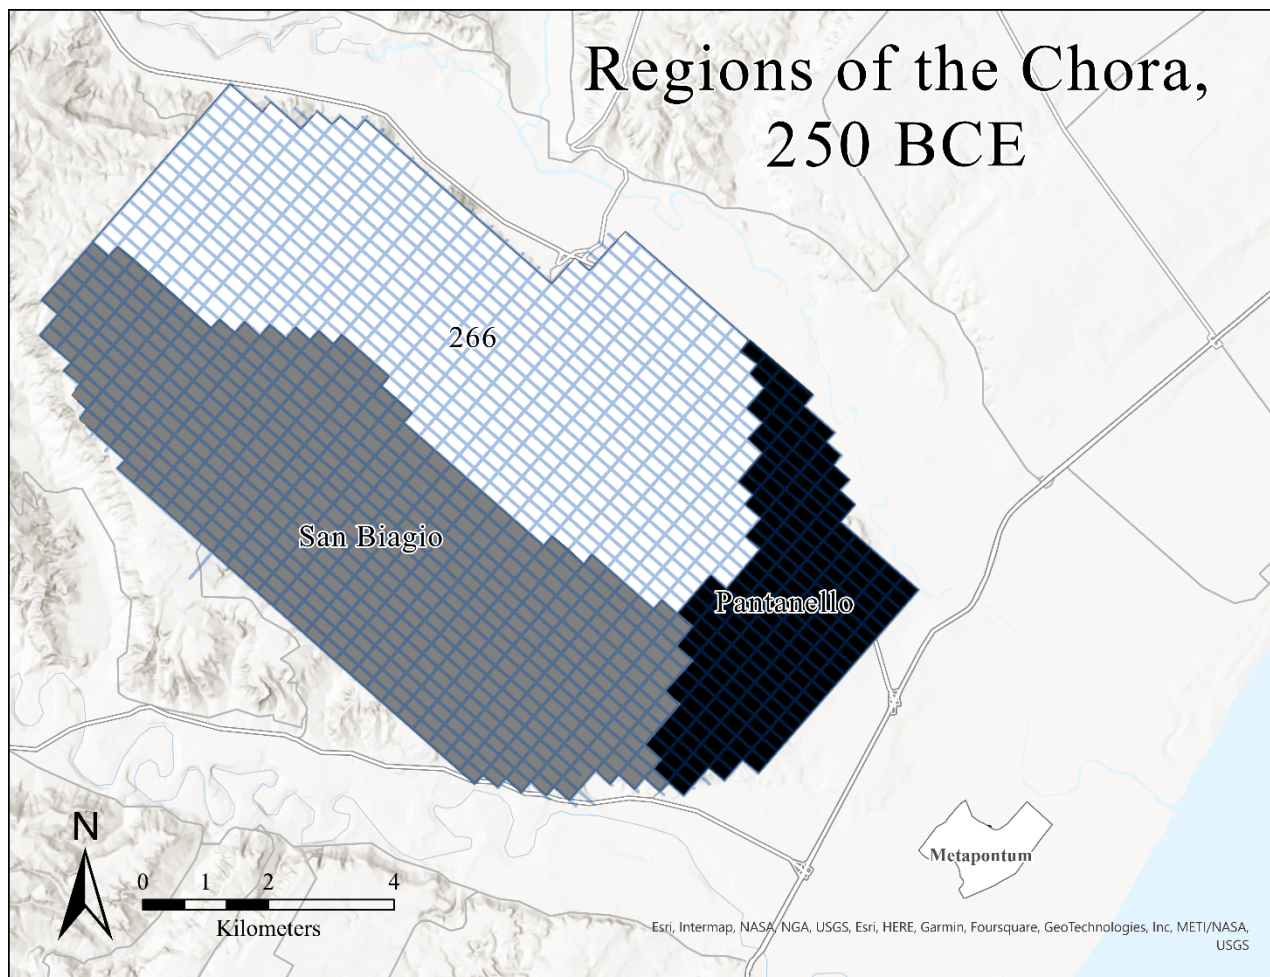 Regions of the Chora,
250 BCE
266
San Biagio
Pantanello
Metapontum
N
0 1 2 4
Kilometers
Esri, Intermap, NASA, NGA, USGS, Esri, HERE, Garmin, Foursquare, GeoTechnologies, Inc, METI/NASA,
USGS